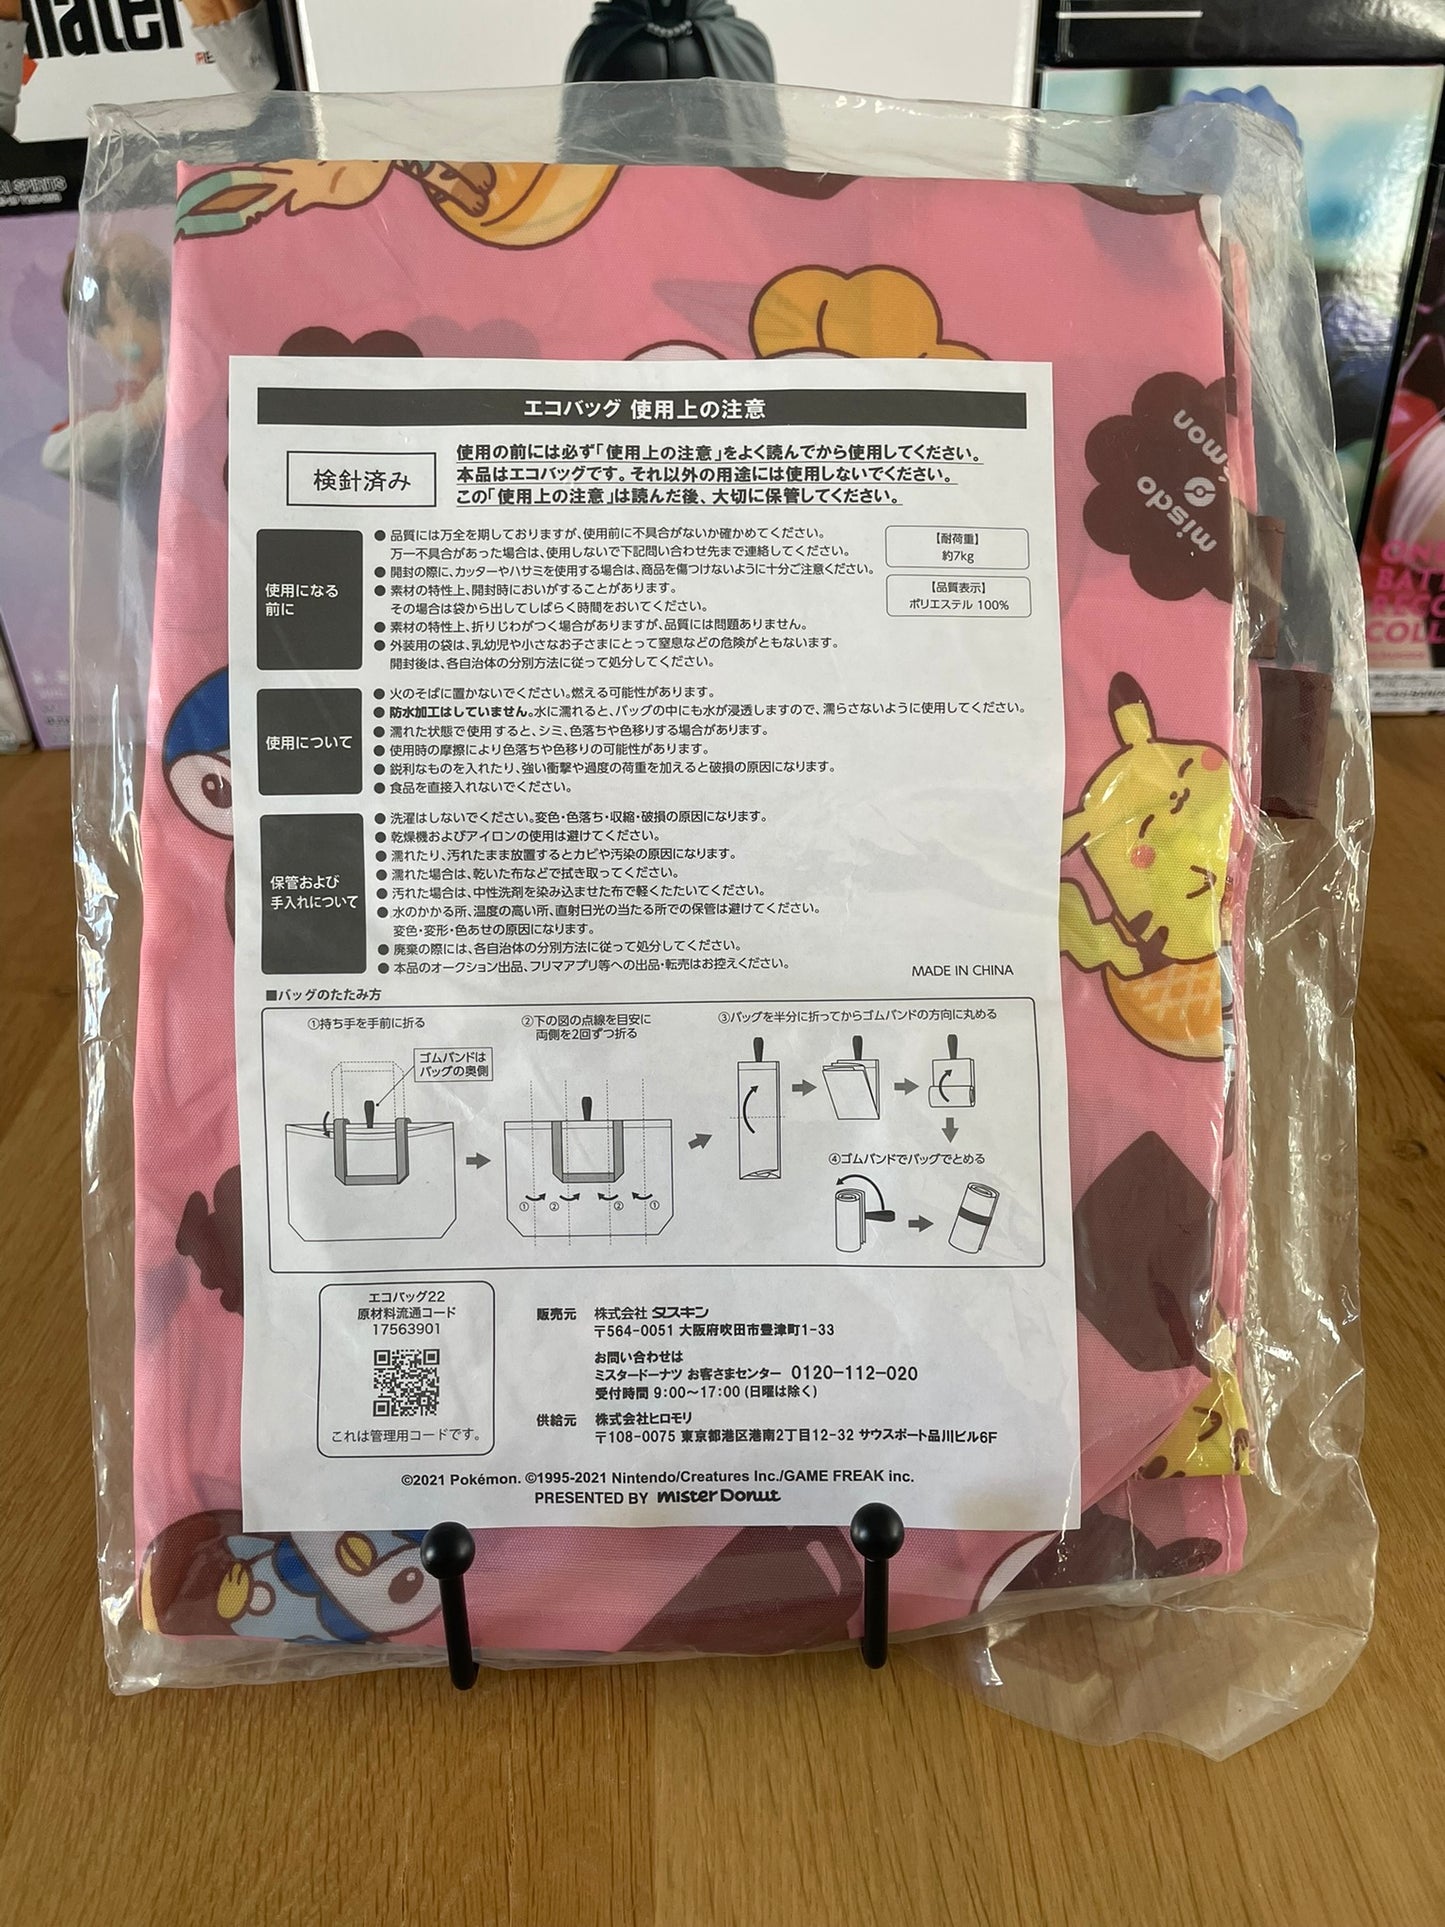 エコバッグ 使用上の注意
検針済み
使用の前には必ず「使用上の注意」をよく読んでから使用してください。
本品はエコバッグです。それ以外の用途には使用しないでください。
この「使用上の注意」は読んだ後、大切に保管してください。
使用になる
前に
● 品質には万全を期しておりますが、使用前に不具合がないか確かめてください。
万一不具合があった場合は、使用しないで下記問い合わせ先まで連絡してください。
● 開封の際に、カッターやハサミを使用する場合は、商品を傷つけないように十分ご注意ください。
● 素材の特性上、開封時においがすることがあります。
その場合は袋から出してしばらく時間をおいてください。
● 素材の特性上、折りじわがつく場合がありますが、品質には問題ありません。
● 外装用の袋は、乳幼児や小さなお子さまにとって窒息などの危険がともないます。
開封後は、各自治体の分別方法に従って処分してください。
【耐荷重】
約7kg
【品質表示】
ポリエステル 100%
使用について
● 火のそばに置かないでください。燃える可能性があります。
● 防水加工はしていません。水に濡れると、バッグの中にも水が浸透しますので、濡らさないように使用してください。
● 濡れた状態で使用すると、シミ、色落ちや色移りする場合があります。
● 使用時の摩擦により色落ちや色移りの可能性があります。
● 鋭利なものを入れたり、強い衝撃や過度の荷重を加えると破損の原因になります。
● 食品を直接入れないでください。
保管および
手入れについて
● 洗濯はしないでください。変色・色落ち・収縮・破損の原因になります。
● 乾燥機およびアイロンの使用は避けてください。
● 濡れたり、汚れたまま放置するとカビや汚染の原因になります。
● 濡れた場合は、乾いた布などで拭き取ってください。
● 汚れた場合は、中性洗剤を染み込ませた布で軽くたたいてください。
● 水のかかる所、温度の高い所、直射日光の当たる所での保管は避けてください。
変色・変形・色あせの原因になります。
● 廃棄の際には、各自治体の分別方法に従って処分してください。
● 本品のオークション出品、フリマアプリ等への出品・転売はお控えください。
MADE IN CHINA
■バッグのたたみ方
①持ち手を手前に折る
ゴムバンドは
バッグの奥側
②下の図の点線を目安に
両側を2回ずつ折る
① ② ② ①
③バッグを半分に折ってからゴムバンドの方向に丸める
④ゴムバンドでバッグでとめる
エコバッグ22
原材料流通コード
17563901
これは管理用コードです。
販売元 株式会社 ダスキン
〒564-0051 大阪府吹田市豊津町1-33
お問い合わせは
ミスタードーナツ お客さまセンター 0120-112-020
受付時間 9:00～17:00 (日曜は除く)
供給元 株式会社ヒロモリ
〒108-0075 東京都港区港南2丁目12-32 サウスポート品川ビル6F
©2021 Pokémon. ©1995-2021 Nintendo/Creatures Inc./GAME FREAK inc.
PRESENTED BY mister Donut
misdo